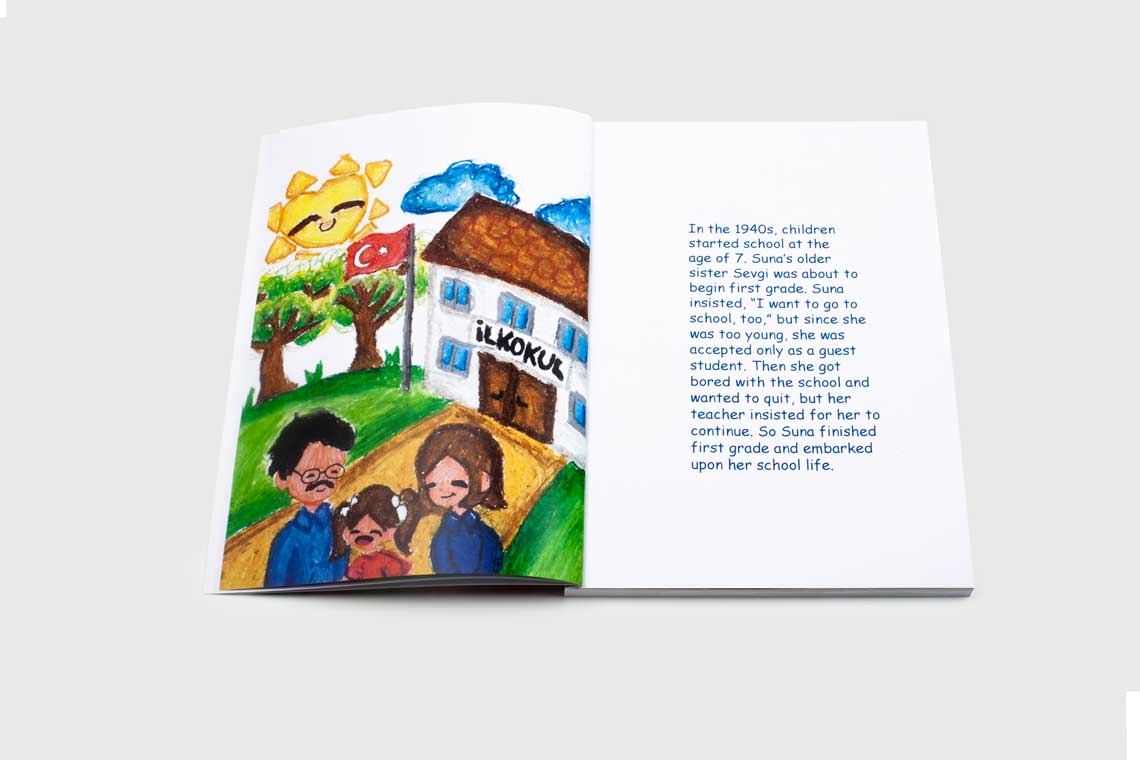 İLKOKUL
In the 1940s, children
started school at the
age of 7. Suna's older
sister Sevgi was about to
begin first grade. Suna
insisted, “I want to go to
school, too,” but since she
was too young, she was
accepted only as a guest
student. Then she got
bored with the school and
wanted to quit, but her
teacher insisted for her to
continue. So Suna finished
first grade and embarked
upon her school life.